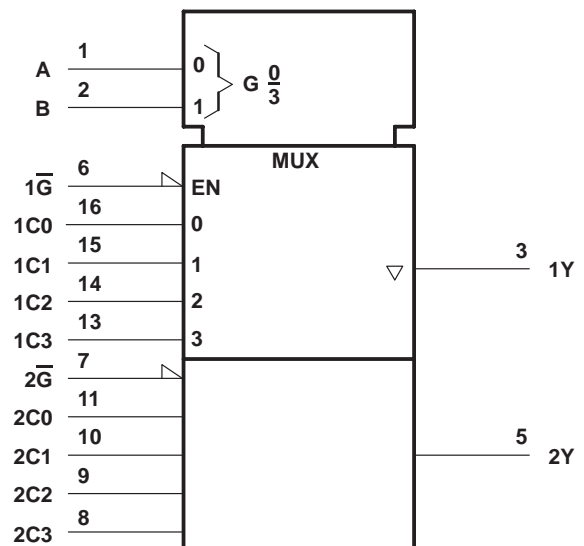 A 1 0
B 2 1
G 0/3
MUX
1G̅ 6 EN
1C0 16 0
1C1 15 1
3 1Y
1C2 14 2
1C3 13 3
2G̅ 7
2C0 11
2C1 10
5 2Y
2C2 9
2C3 8